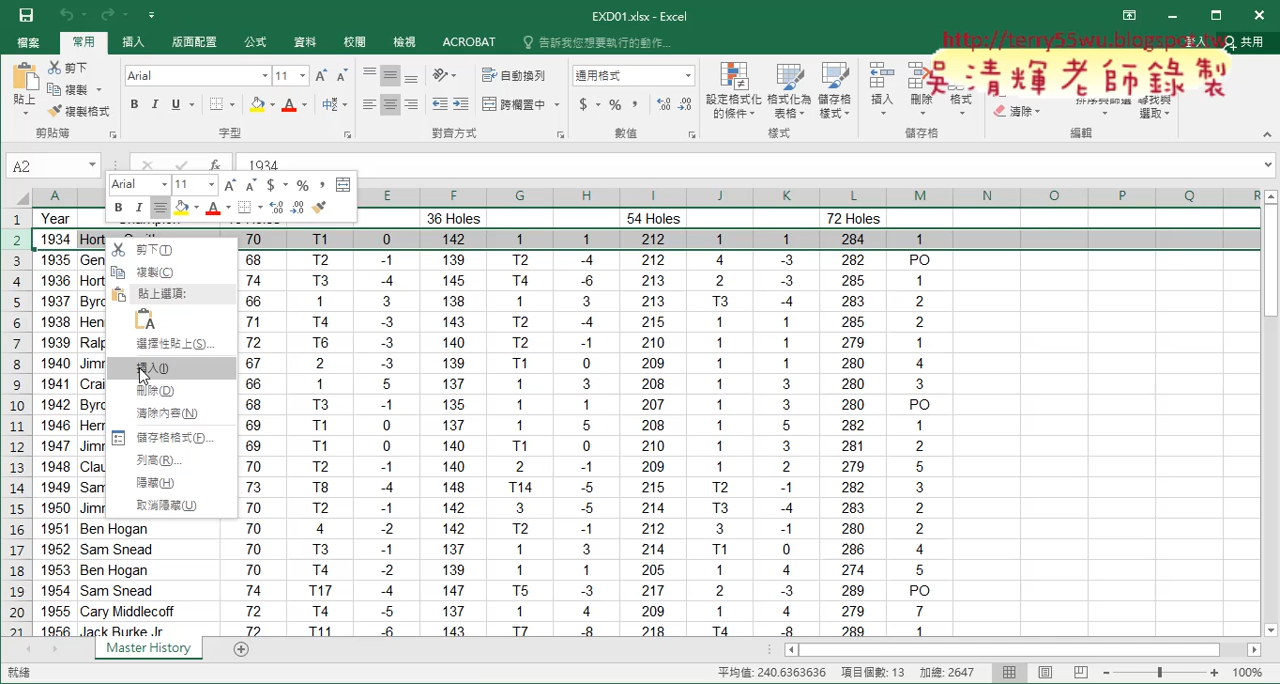 EXD01.xlsx - Excel
檔案 常用 插入 版面配置 公式 資料 校閱 檢視 ACROBAT 告訴我您想要執行的動作... 登入 共用
http://terry55wu.blogspot.tw
吳清輝老師錄製
貼上 剪下 複製 複製格式 剪貼簿
Arial 11 B I U 字型
自動換列 跨欄置中 對齊方式
通用格式 $ % , 數值
設定格式化的條件 格式化為表格 儲存格樣式 樣式
插入 刪除 格式 儲存格
清除 排序與篩選 尋找與選取 編輯
A2 fx 1934
Arial 11 $ % ,
B I A
A E F G H I J K L M N O P Q R
1 Year Champion 36 Holes 54 Holes 72 Holes
2 1934 70 T1 0 142 1 1 212 1 1 284 1
3 1935 Gen 68 T2 -1 139 T2 -4 212 4 -3 282 PO
4 1936 Hort 74 T3 -4 145 T4 -6 213 2 -3 285 1
5 1937 Byro 66 1 3 138 1 3 213 T3 -4 283 2
6 1938 Hen 71 T4 -3 143 T2 -4 215 1 1 285 2
7 1939 Ralp 72 T6 -3 140 T2 -1 210 1 1 279 1
8 1940 Jimr 67 2 -3 139 T1 0 209 1 1 280 4
9 1941 Crai 66 1 5 137 1 3 208 1 3 280 3
10 1942 Byro 68 T3 -1 135 1 1 207 1 3 280 PO
11 1946 Herr 69 T1 0 137 1 5 208 1 5 282 1
12 1947 Jimr 69 T1 0 140 T1 0 210 1 3 281 2
13 1948 Clau 70 T2 -1 140 2 -1 209 1 2 279 5
14 1949 Sam 73 T8 -4 148 T14 -5 215 T2 -1 282 3
15 1950 Jimr 70 T2 -1 142 3 -5 214 T3 -4 283 2
16 1951 Ben Hogan 70 4 -2 142 T2 -1 212 3 -1 280 2
17 1952 Sam Snead 70 T3 -1 137 1 3 214 T1 0 286 4
18 1953 Ben Hogan 70 T4 -2 139 1 1 205 1 4 274 5
19 1954 Sam Snead 74 T17 -4 147 T5 -3 217 2 -3 289 PO
20 1955 Cary Middlecoff 72 T4 -5 137 1 4 209 1 4 279 7
21 1956 Jack Burke Jr 72 T11 -6 143 T7 -8 218 T4 -8 289 1
剪下(T)
複製(C)
貼上選項:
選擇性貼上(S)...
插入(I)
刪除(D)
清除內容(N)
儲存格格式(F)...
列高(R)...
隱藏(H)
取消隱藏(U)
Master History
就緒 平均值: 240.6363636 項目個數: 13 加總: 2647 100%